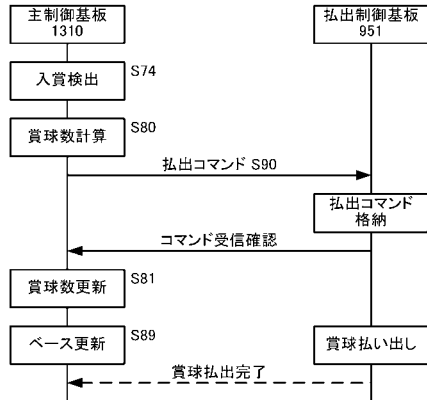 主制御基板
1310
払出制御基板
951
入賞検出
S74
賞球数計算
S80
払出コマンド S90
払出コマンド
格納
コマンド受信確認
賞球数更新
S81
ベース更新
S89
賞球払い出し
賞球払出完了